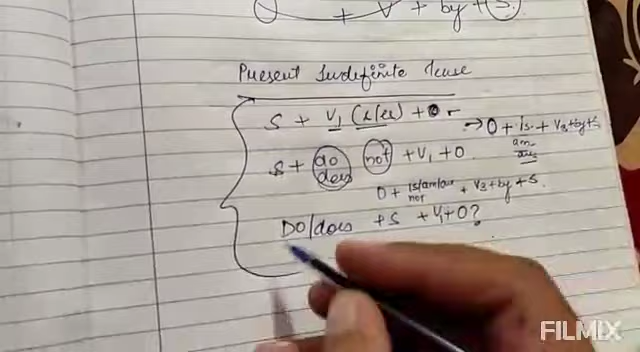 + V + by + S.
Present Indefinite Tense
S + V1 (s/es) + O → O + is + V3 + by + S
am
are
S + do not + V1 + O
does
O + is/am/are + V3 + by + S.
not
Do/does + S + V1 + O?
FILMIX